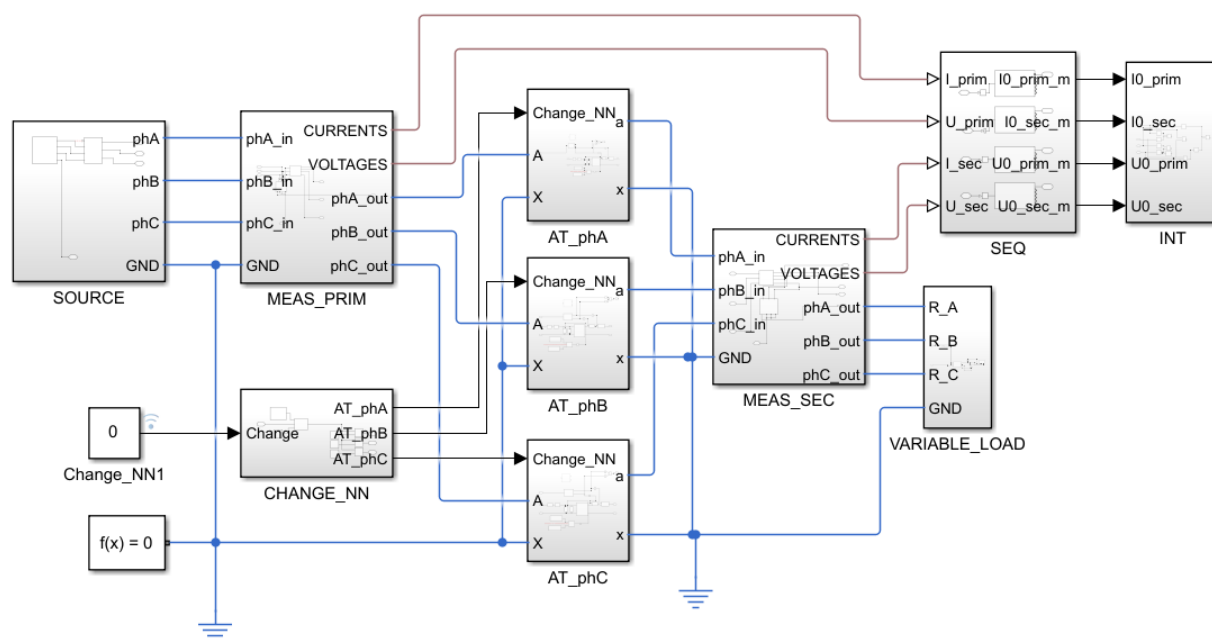 phA
phB
phC
GND
SOURCE
phA_in
phB_in
phC_in
GND
CURRENTS
VOLTAGES
phA_out
phB_out
phC_out
MEAS_PRIM
Change_NN
A
X
a
x
AT_phA
Change_NN
A
X
a
x
AT_phB
Change_NN
A
X
a
x
AT_phC
0
Change_NN1
Change
AT_phA
AT_phB
AT_phC
CHANGE_NN
f(x) = 0
phA_in
phB_in
phC_in
GND
CURRENTS
VOLTAGES
phA_out
phB_out
phC_out
MEAS_SEC
I_prim
U_prim
I_sec
U_sec
I0_prim_m
I0_sec_m
U0_prim_m
U0_sec_m
SEQ
I0_prim
I0_sec
U0_prim
U0_sec
INT
R_A
R_B
R_C
GND
VARIABLE_LOAD